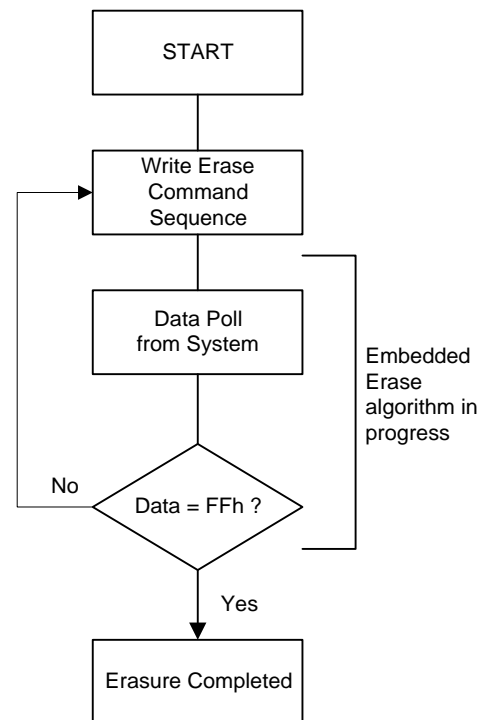 START
Write Erase
Command
Sequence
Data Poll
from System
Embedded
Erase
algorithm in
progress
No
Data = FFh ?
Yes
Erasure Completed